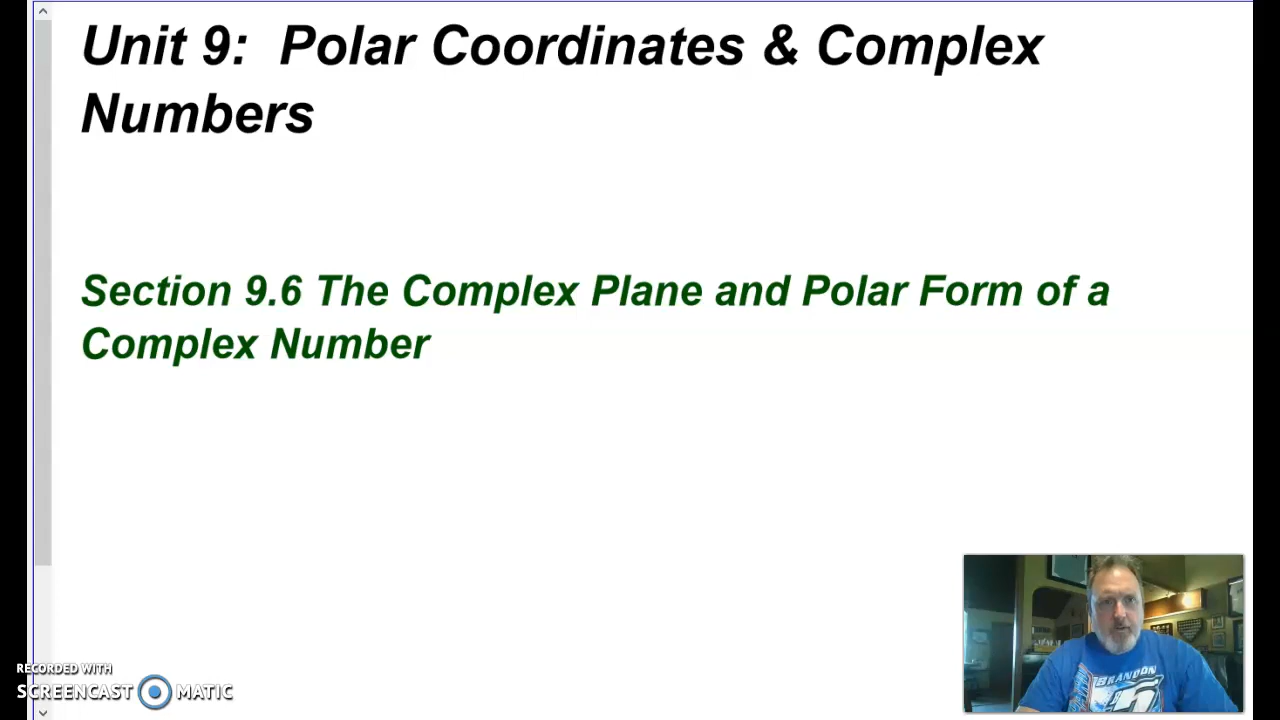 Unit 9:  Polar Coordinates & Complex
Numbers
Section 9.6 The Complex Plane and Polar Form of a
Complex Number
RECORDED WITH
SCREENCAST MATIC
BRANDON